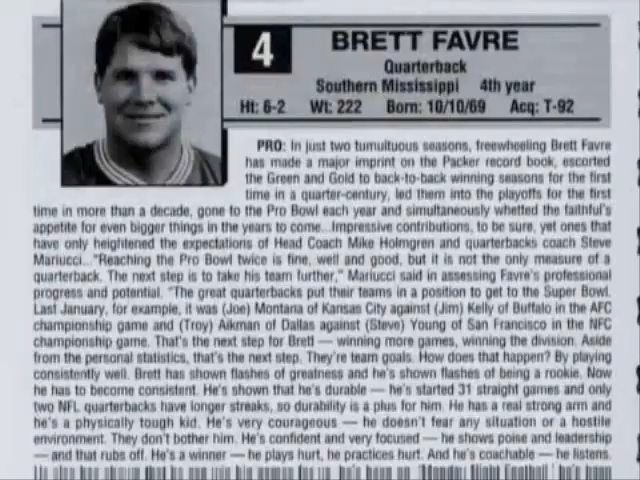 4
BRETT FAVRE
Quarterback
Southern Mississippi 4th year
Ht: 6-2 Wt: 222 Born: 10/10/69 Acq: T-92
PRO: In just two tumultuous seasons, freewheeling Brett Favre
has made a major imprint on the Packer record book, escorted
the Green and Gold to back-to-back winning seasons for the first
time in a quarter-century, led them into the playoffs for the first
time in more than a decade, gone to the Pro Bowl each year and simultaneously whetted the faithful's
appetite for even bigger things in the years to come...Impressive contributions, to be sure, yet ones that
have only heightened the expectations of Head Coach Mike Holmgren and quarterbacks coach Steve
Mariucci..."Reaching the Pro Bowl twice is fine, well and good, but it is not the only measure of a
quarterback. The next step is to take his team further," Mariucci said in assessing Favre's professional
progress and potential. "The great quarterbacks put their teams in a position to get to the Super Bowl.
Last January, for example, it was (Joe) Montana of Kansas City against (Jim) Kelly of Buffalo in the AFC
championship game and (Troy) Aikman of Dallas against (Steve) Young of San Francisco in the NFC
championship game. That's the next step for Brett — winning more games, winning the division. Aside
from the personal statistics, that's the next step. They're team goals. How does that happen? By playing
consistently well. Brett has shown flashes of greatness and he's shown flashes of being a rookie. Now
he has to become consistent. He's shown that he's durable — he's started 31 straight games and only
two NFL quarterbacks have longer streaks, so durability is a plus for him. He has a real strong arm and
he's a physically tough kid. He's very courageous — he doesn't fear any situation or a hostile
environment. They don't bother him. He's confident and very focused — he shows poise and leadership
— and that rubs off. He's a winner — he plays hurt, he practices hurt. And he's coachable — he listens.